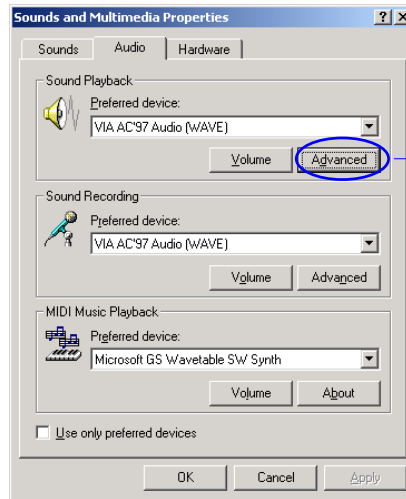 Sounds and Multimedia Properties ? ×
Sounds Audio Hardware
Sound Playback
Preferred device:
VIA AC'97 Audio (WAVE)
Volume Advanced
Sound Recording
Preferred device:
VIA AC'97 Audio (WAVE)
Volume Advanced
MIDI Music Playback
Preferred device:
Microsoft GS Wavetable SW Synth
Volume About
Use only preferred devices
OK Cancel Apply